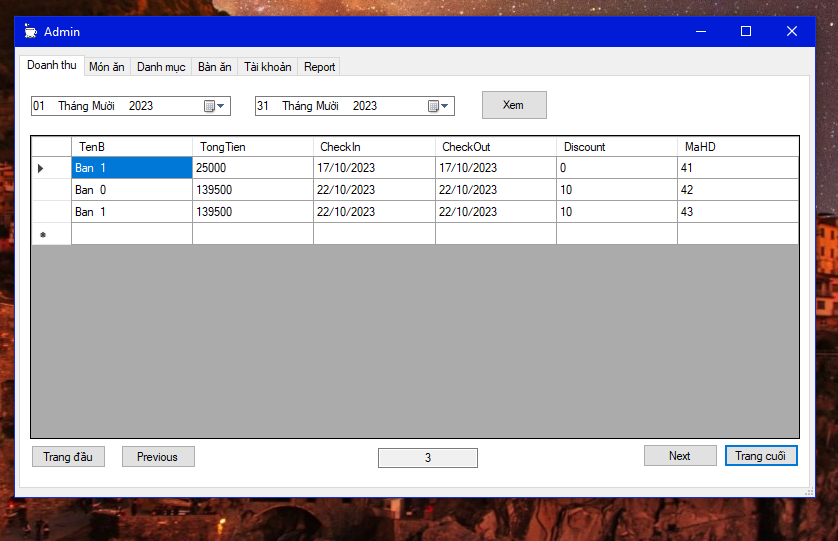 Admin
Doanh thu Món ăn Danh mục Bàn ăn Tài khoản Report
01 Tháng Mười 2023 31 Tháng Mười 2023 Xem
TenB TongTien CheckIn CheckOut Discount MaHD
Ban 1 25000 17/10/2023 17/10/2023 0 41
Ban 0 139500 22/10/2023 22/10/2023 10 42
Ban 1 139500 22/10/2023 22/10/2023 10 43
Trang đầu Previous 3 Next Trang cuối